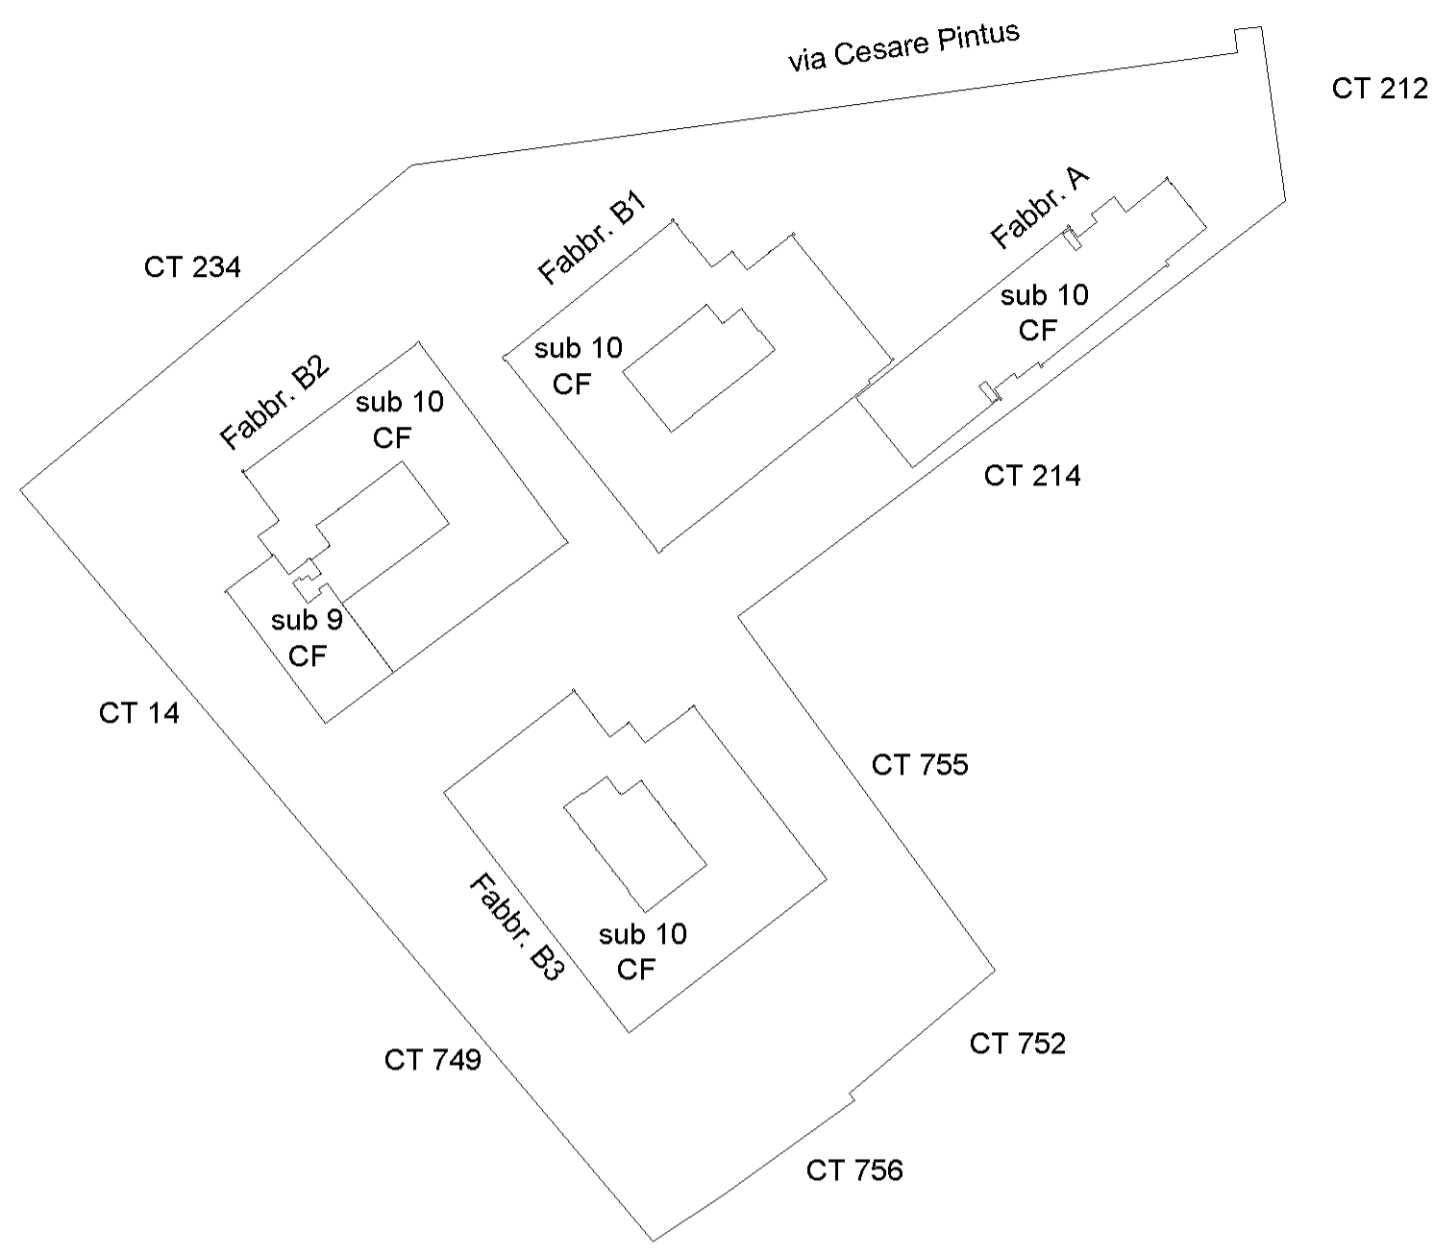 via Cesare Pintus
CT 212
Fabbr. A
Fabbr. B1
CT 234
sub 10
CF
sub 10
CF
Fabbr. B2
sub 10
CF
CT 214
sub 9
CF
CT 14
CT 755
Fabbr. B3
sub 10
CF
CT 752
CT 749
CT 756